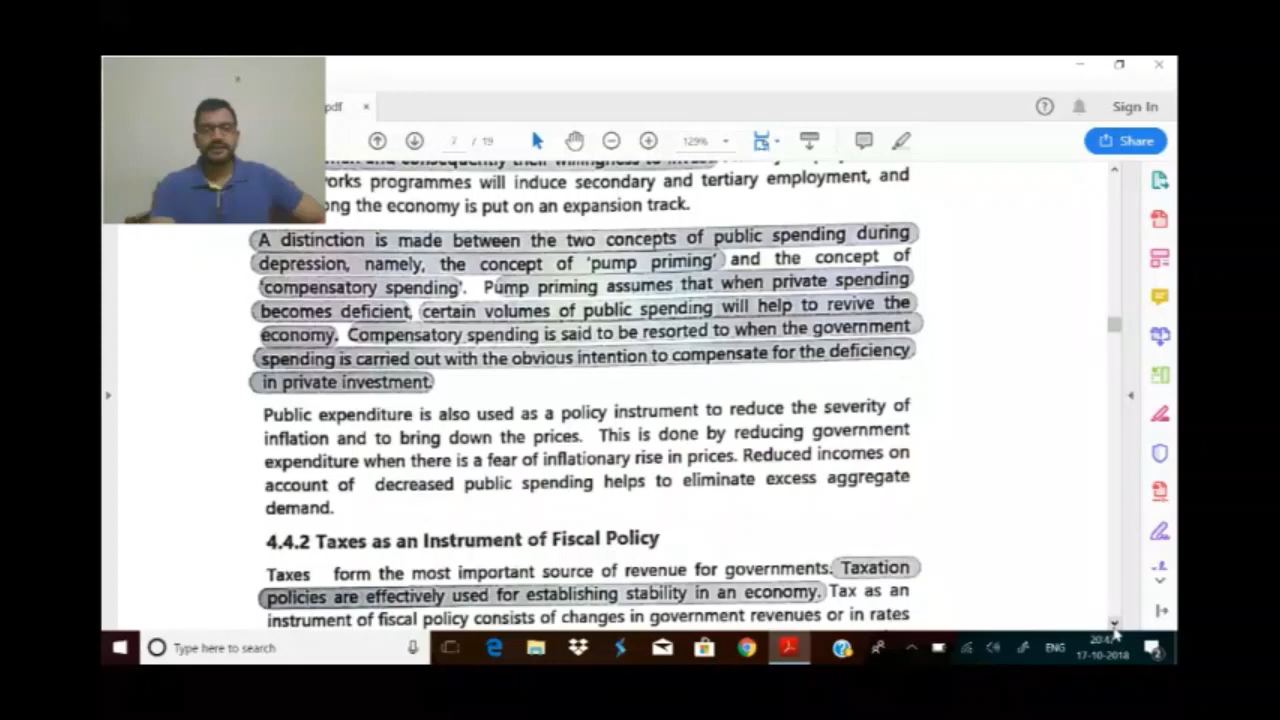 pdf
Sign In
7 / 19
129%
Share
and consequently their willingness to
works programmes will induce secondary and tertiary employment, and
the economy is put on an expansion track.
A distinction is made between the two concepts of public spending during
depression, namely, the concept of 'pump priming' and the concept of
'compensatory spending'. Pump priming assumes that when private spending
becomes deficient, certain volumes of public spending will help to revive the
economy. Compensatory spending is said to be resorted to when the government
spending is carried out with the obvious intention to compensate for the deficiency
in private investment.
Public expenditure is also used as a policy instrument to reduce the severity of
inflation and to bring down the prices. This is done by reducing government
expenditure when there is a fear of inflationary rise in prices. Reduced incomes on
account of decreased public spending helps to eliminate excess aggregate
demand.
4.4.2 Taxes as an Instrument of Fiscal Policy
Taxes form the most important source of revenue for governments. Taxation
policies are effectively used for establishing stability in an economy. Tax as an
instrument of fiscal policy consists of changes in government revenues or in rates
Type here to search
ENG
17-10-2018